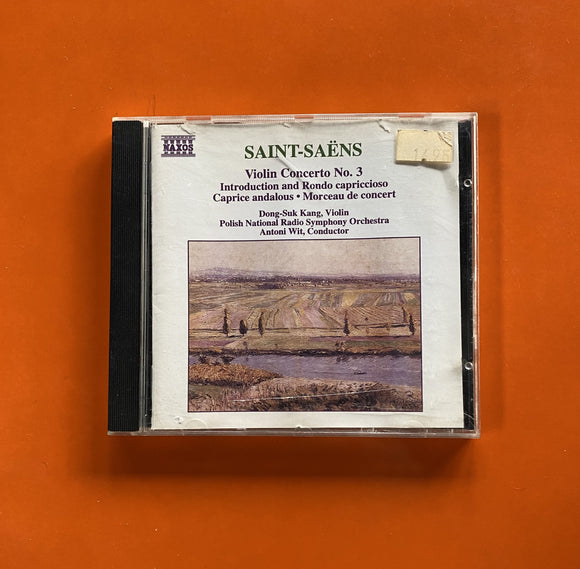 NAXOS
SAINT-SAËNS
Violin Concerto No. 3
Introduction and Rondo capriccioso
Caprice andalous • Morceau de concert
Dong-Suk Kang, Violin
Polish National Radio Symphony Orchestra
Antoni Wit, Conductor